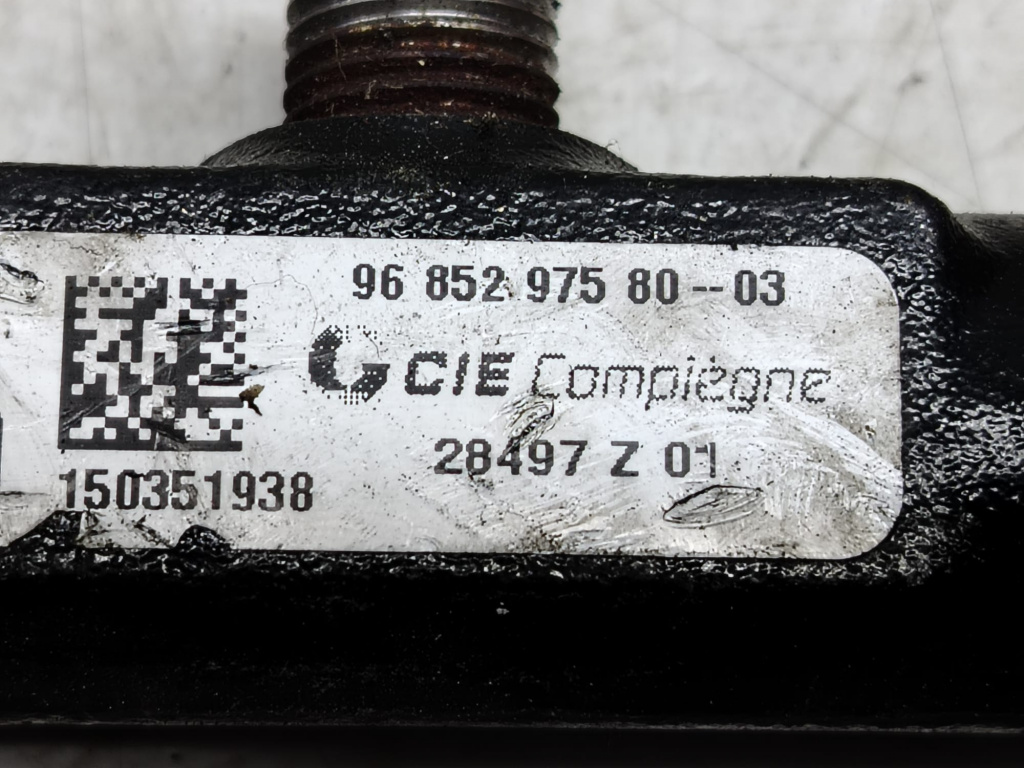 96 852 975 80--03
CIE Compiègne
28497 Z 01
150351938